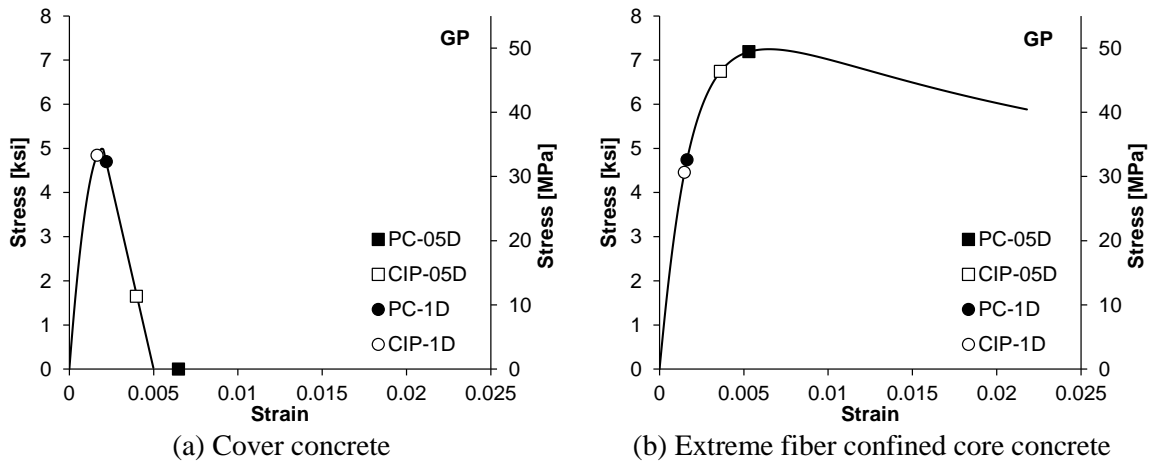 GP
8
7
6
5
4
3
2
1
0
Stress [ksi]
50
40
30
20
10
0
Stress [MPa]
PC-05D
CIP-05D
PC-1D
CIP-1D
0 0.005 0.01 0.015 0.02 0.025
Strain
(a) Cover concrete
GP
8
7
6
5
4
3
2
1
0
Stress [ksi]
50
40
30
20
10
0
Stress [MPa]
PC-05D
CIP-05D
PC-1D
CIP-1D
0 0.005 0.01 0.015 0.02 0.025
Strain
(b) Extreme fiber confined core concrete